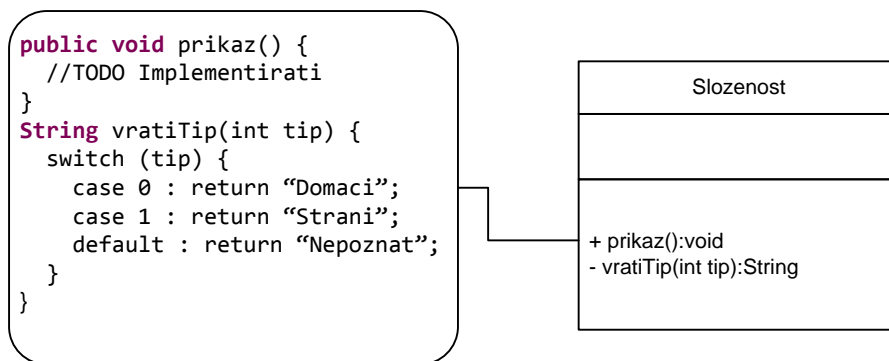 public void prikaz() {
//TODO Implementirati
}
String vratiTip(int tip) {
switch (tip) {
case 0 : return “Domaci”;
case 1 : return “Strani”;
default : return “Nepoznat”;
}
}
Slozenost
+ prikaz():void
- vratiTip(int tip):String